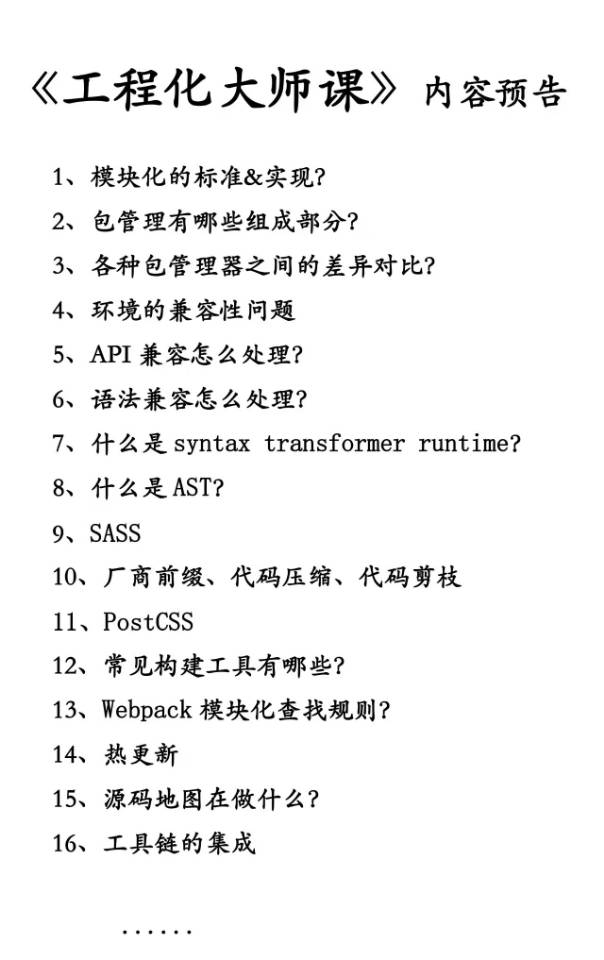 《工程化大师课》内容预告
1、模块化的标准&实现?
2、包管理有哪些组成部分?
3、各种包管理器之间的差异对比?
4、环境的兼容性问题
5、API 兼容怎么处理?
6、语法兼容怎么处理?
7、什么是 syntax transformer runtime?
8、什么是 AST?
9、SASS
10、厂商前缀、代码压缩、代码剪枝
11、PostCSS
12、常见构建工具有哪些?
13、Webpack 模块化查找规则?
14、热更新
15、源码地图在做什么?
16、工具链的集成
......